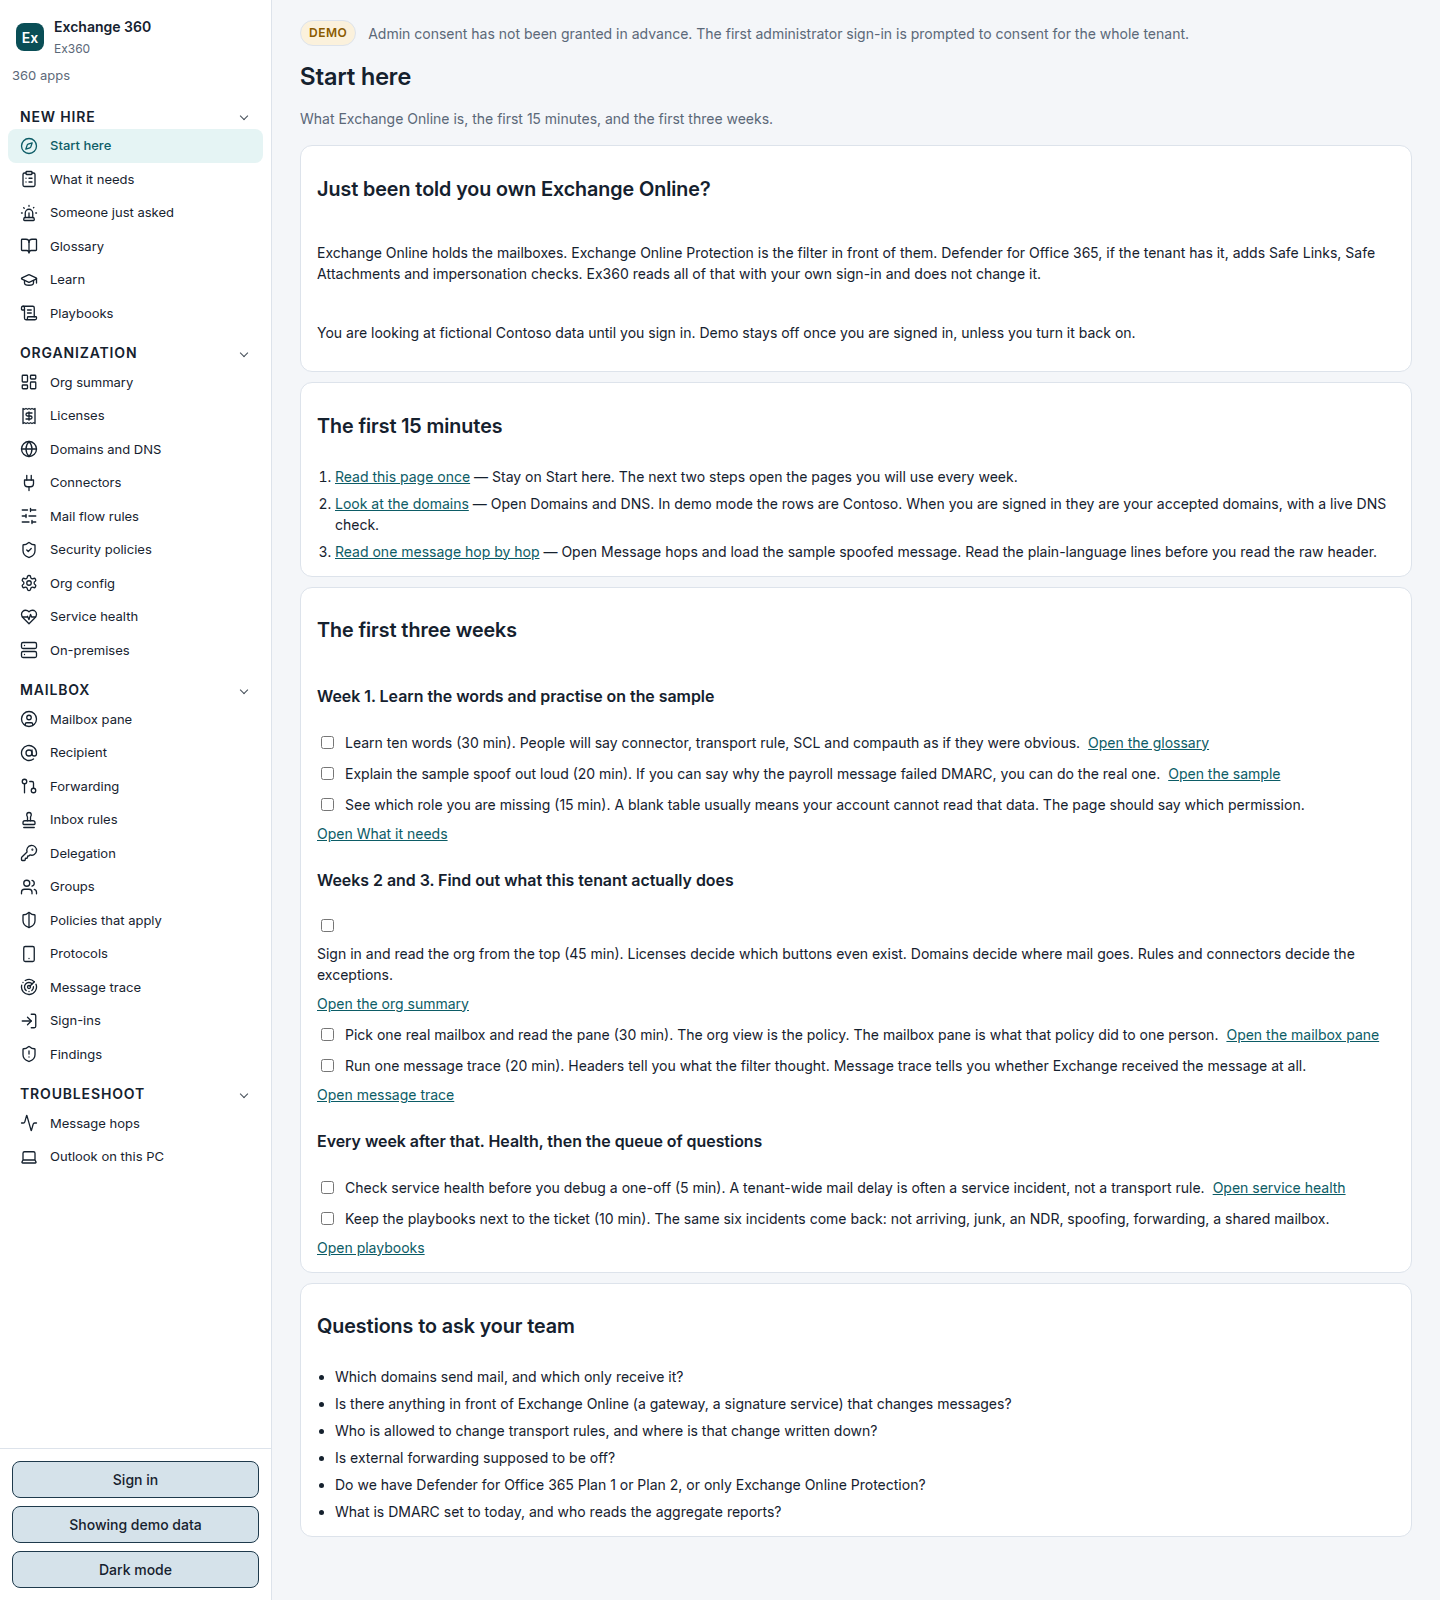 Ex
Exchange 360
Ex360
360 apps
NEW HIRE
Start here
What it needs
Someone just asked
Glossary
Learn
Playbooks
ORGANIZATION
Org summary
Licenses
Domains and DNS
Connectors
Mail flow rules
Security policies
Org config
Service health
On-premises
MAILBOX
Mailbox pane
Recipient
Forwarding
Inbox rules
Delegation
Groups
Policies that apply
Protocols
Message trace
Sign-ins
Findings
TROUBLESHOOT
Message hops
Outlook on this PC
Sign in
Showing demo data
Dark mode
DEMO Admin consent has not been granted in advance. The first administrator sign-in is prompted to consent for the whole tenant.
Start here
What Exchange Online is, the first 15 minutes, and the first three weeks.
Just been told you own Exchange Online?
Exchange Online holds the mailboxes. Exchange Online Protection is the filter in front of them. Defender for Office 365, if the tenant has it, adds Safe Links, Safe
Attachments and impersonation checks. Ex360 reads all of that with your own sign-in and does not change it.
You are looking at fictional Contoso data until you sign in. Demo stays off once you are signed in, unless you turn it back on.
The first 15 minutes
1. Read this page once — Stay on Start here. The next two steps open the pages you will use every week.
2. Look at the domains — Open Domains and DNS. In demo mode the rows are Contoso. When you are signed in they are your accepted domains, with a live DNS
check.
3. Read one message hop by hop — Open Message hops and load the sample spoofed message. Read the plain-language lines before you read the raw header.
The first three weeks
Week 1. Learn the words and practise on the sample
Learn ten words (30 min). People will say connector, transport rule, SCL and compauth as if they were obvious. Open the glossary
Explain the sample spoof out loud (20 min). If you can say why the payroll message failed DMARC, you can do the real one. Open the sample
See which role you are missing (15 min). A blank table usually means your account cannot read that data. The page should say which permission.
Open What it needs
Weeks 2 and 3. Find out what this tenant actually does
Sign in and read the org from the top (45 min). Licenses decide which buttons even exist. Domains decide where mail goes. Rules and connectors decide the
exceptions.
Open the org summary
Pick one real mailbox and read the pane (30 min). The org view is the policy. The mailbox pane is what that policy did to one person. Open the mailbox pane
Run one message trace (20 min). Headers tell you what the filter thought. Message trace tells you whether Exchange received the message at all.
Open message trace
Every week after that. Health, then the queue of questions
Check service health before you debug a one-off (5 min). A tenant-wide mail delay is often a service incident, not a transport rule. Open service health
Keep the playbooks next to the ticket (10 min). The same six incidents come back: not arriving, junk, an NDR, spoofing, forwarding, a shared mailbox.
Open playbooks
Questions to ask your team
• Which domains send mail, and which only receive it?
• Is there anything in front of Exchange Online (a gateway, a signature service) that changes messages?
• Who is allowed to change transport rules, and where is that change written down?
• Is external forwarding supposed to be off?
• Do we have Defender for Office 365 Plan 1 or Plan 2, or only Exchange Online Protection?
• What is DMARC set to today, and who reads the aggregate reports?